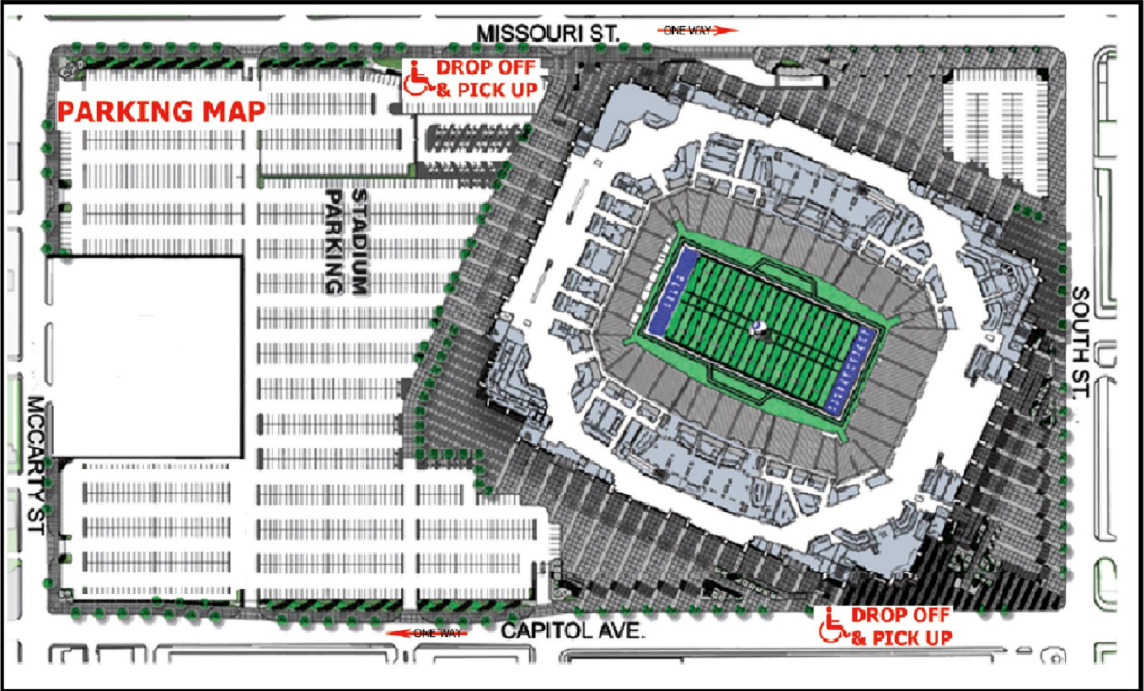 MISSOURI ST.
ONE WAY
DROP OFF
& PICK UP
PARKING MAP
STADIUM
PARKING
SOUTH ST.
MCCARTY ST
ONE WAY
CAPITOL AVE.
DROP OFF
& PICK UP